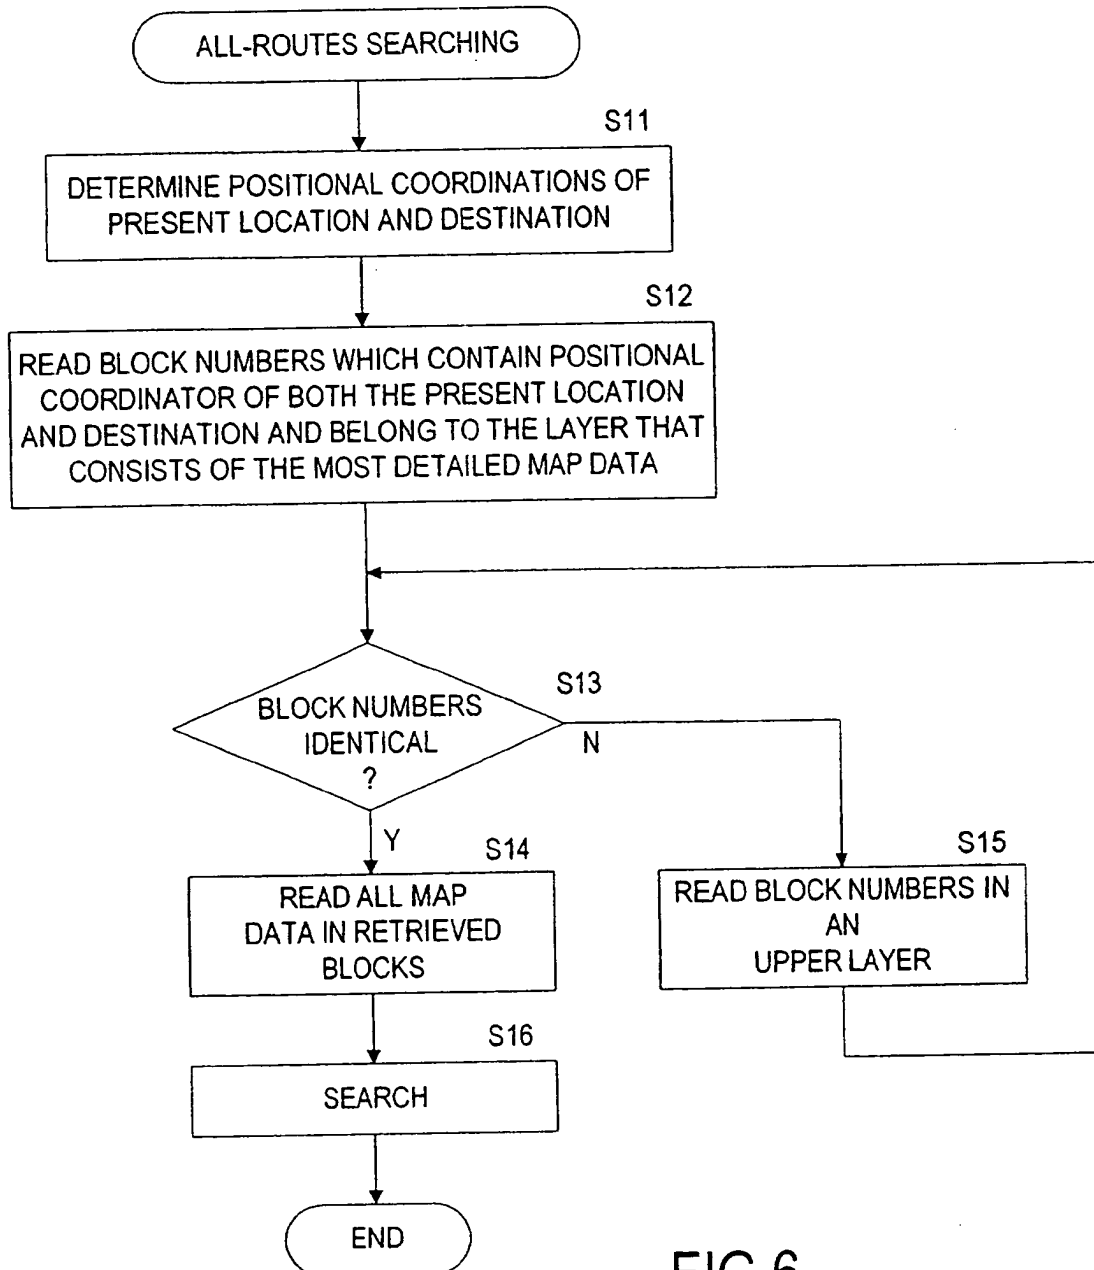 ALL-ROUTES SEARCHING
S11
DETERMINE POSITIONAL COORDINATIONS OF
PRESENT LOCATION AND DESTINATION
S12
READ BLOCK NUMBERS WHICH CONTAIN POSITIONAL
COORDINATOR OF BOTH THE PRESENT LOCATION
AND DESTINATION AND BELONG TO THE LAYER THAT
CONSISTS OF THE MOST DETAILED MAP DATA
S13
BLOCK NUMBERS
IDENTICAL
?
N
Y
S14
READ ALL MAP
DATA IN RETRIEVED
BLOCKS
S15
READ BLOCK NUMBERS IN
AN
UPPER LAYER
S16
SEARCH
END
FIG.6